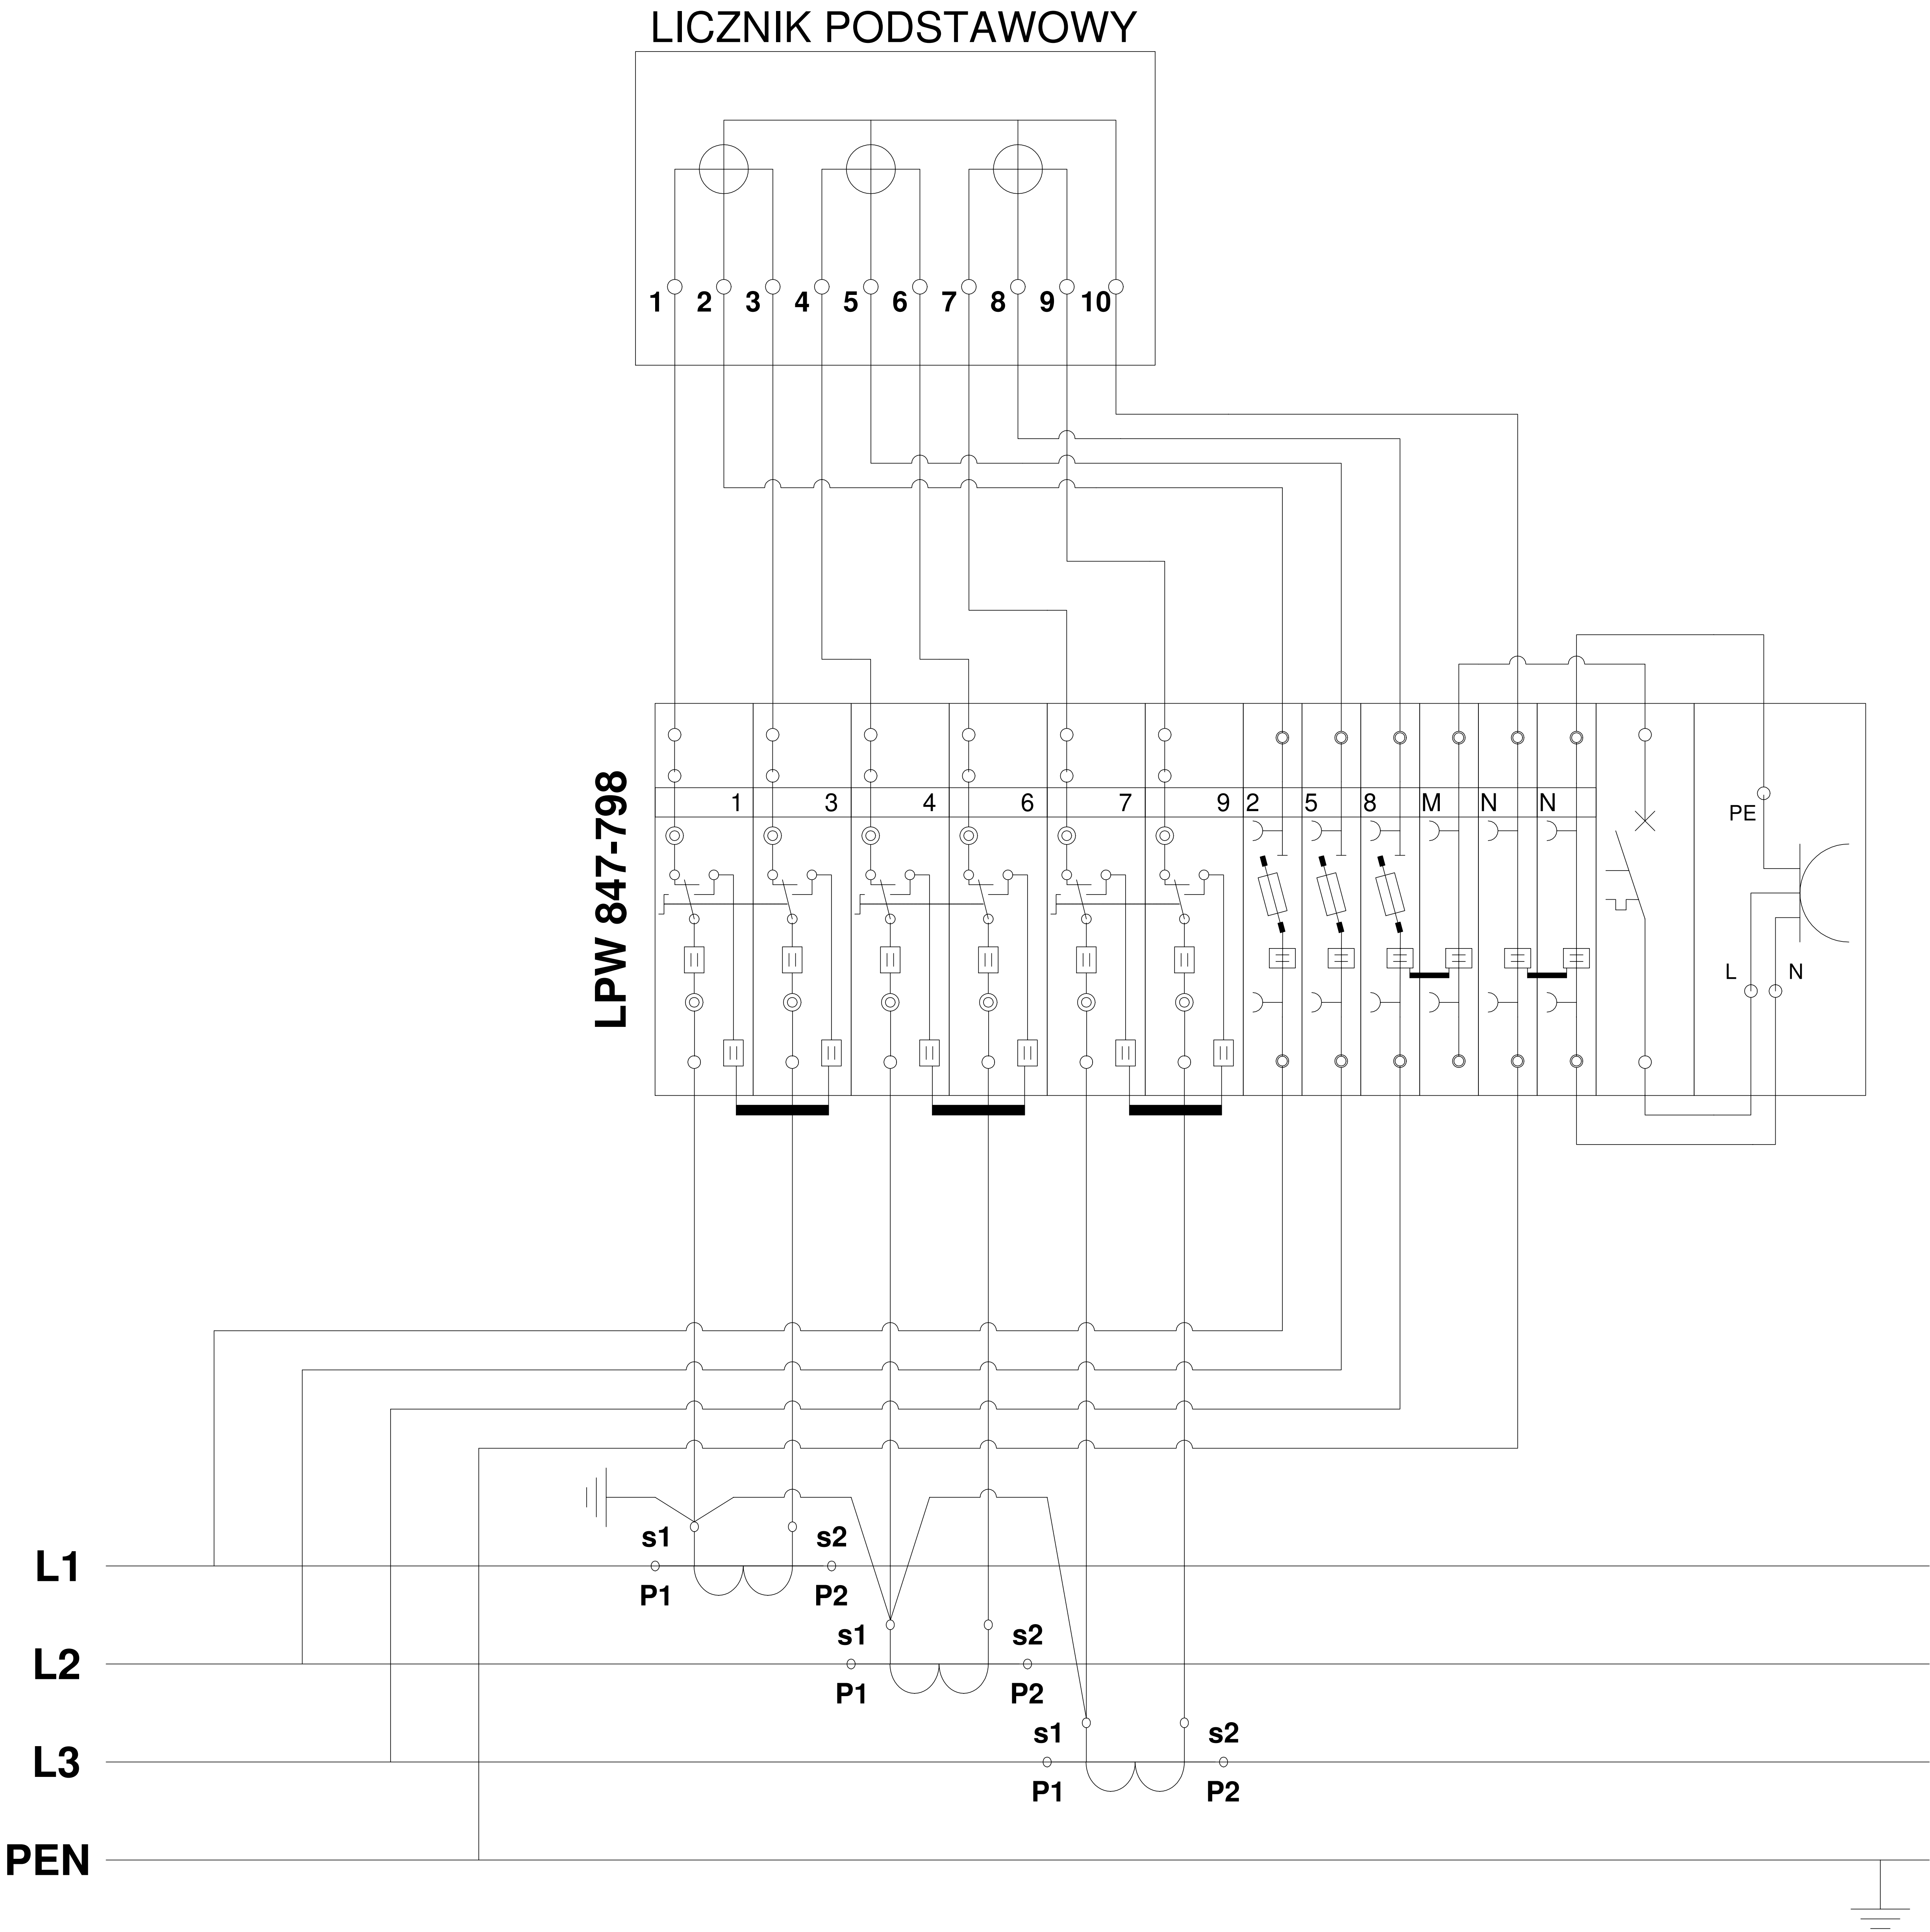 LICZNIK PODSTAWOWY
1 2 3 4 5 6 7 8 9 10
LPW 847-798
1 3 4 6 7 9 2 5 8 M N N
PE
L N
s1 s2
L1
P1 P2
s1 s2
L2
P1 P2
s1 s2
L3
P1 P2
PEN